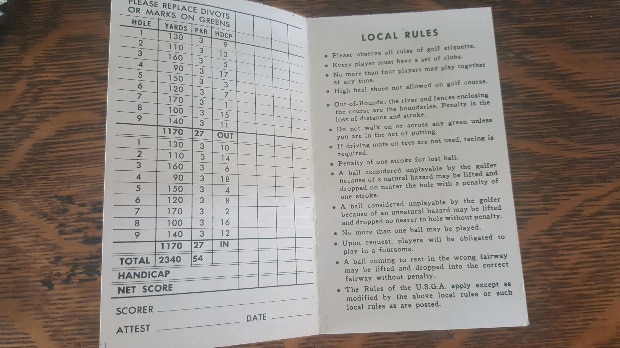 PLEASE REPLACE DIVOTS
OR MARKS ON GREENS
HOLE YARDS PAR HDCP
1 130 3 9
2 110 3 13
3 160 3 5
4 90 3 17
5 150 3 3
6 120 3 7
7 170 3 1
8 100 3 15
9 140 3 11
1170 27 OUT
1 130 3 10
2 110 3 14
3 160 3 6
4 90 3 18
5 150 3 4
6 120 3 8
7 170 3 2
8 100 3 16
9 140 3 12
1170 27 IN
TOTAL 2340 54
HANDICAP
NET SCORE
SCORER
ATTEST DATE
LOCAL RULES
• Please observe all rules of golf etiquette.
• Every player must have a set of clubs.
• No more than four players may play together
at any time.
• High heel shoes not allowed on golf course.
• Out-of-Bounds: the river and fences enclosing
the course are the boundaries. Penalty is the
loss of distance and stroke.
• Do not walk on or across any green unless
you are in the act of putting.
• If driving mats on tees are not used, teeing is
required.
• Penalty of one stroke for lost ball.
• A ball considered unplayable by the golfer
because of a natural hazard may be lifted and
dropped no nearer the hole with a penalty of
one stroke.
• A ball considered unplayable by the golfer
because of an unnatural hazard may be lifted
and dropped no nearer to hole without penalty.
• No more than one ball may be played.
• Upon request, players will be obligated to
play in a foursome.
• A ball coming to rest in the wrong fairway
may be lifted and dropped into the correct
fairway without penalty.
• The Rules of the U.S.G.A. apply except as
modified by the above local rules or such
local rules as are posted.